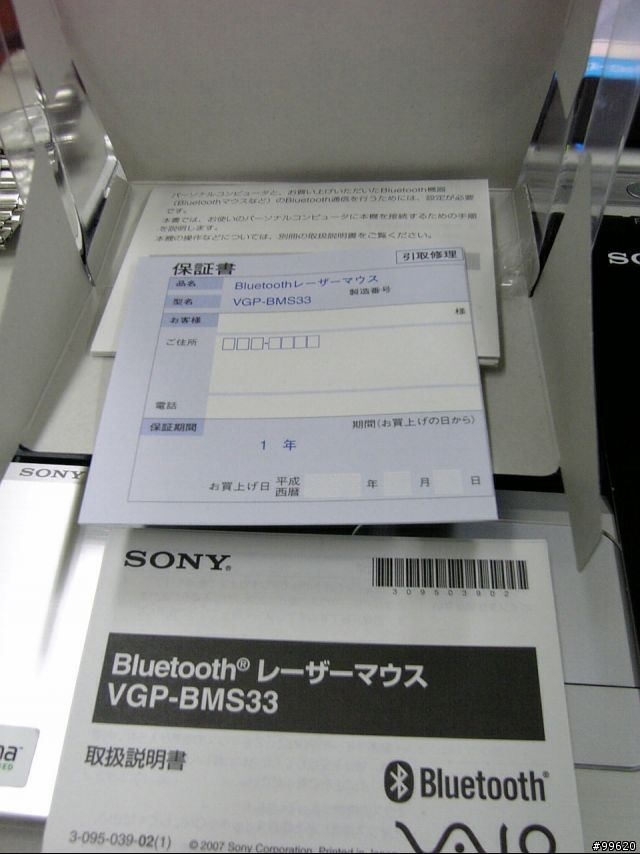 パーソナルコンピュータと、お買い上げいただいたBluetooth機器
(Bluetoothマウスなど)のBluetooth通信を行うためには、設定が必要
です。
本書では、お使いのパーソナルコンピュータに本機を接続するための手順
を説明します。
本機の操作などについては、別冊の取扱説明書をご覧ください。
保証書
引取修理
品名 Bluetoothレーザーマウス
型名 VGP-BMS33 製造番号
お客様 様
ご住所
電話
保証期間 期間(お買上げの日から)
1 年
お買上げ日 平成 西暦 年 月 日
SONY
SO
SONY®
309503902
Bluetooth® レーザーマウス
VGP-BMS33
取扱説明書
Bluetooth®
3-095-039-02(1)
© 2007 Sony Corporation Printed in Japan
VAIO
#99620